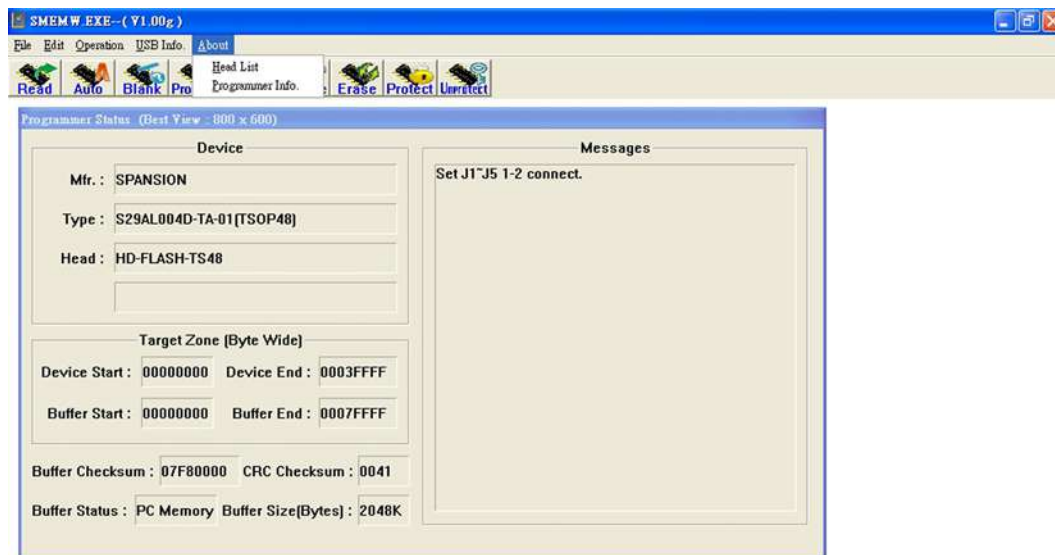 SMEMW.EXE--( V1.00g )
File Edit Operation USB Info. About
Head List
Programmer Info.
Read Auto Blank Erase Protect Unprotect
Programmer Status (Best View : 800 x 600)
Device
Mfr. : SPANSION
Type : S29AL004D-TA-01(TSOP48)
Head : HD-FLASH-TS48
Target Zone (Byte Wide)
Device Start : 00000000 Device End : 0003FFFF
Buffer Start : 00000000 Buffer End : 0007FFFF
Buffer Checksum : 07F80000 CRC Checksum : 0041
Buffer Status : PC Memory Buffer Size(Bytes) : 2048K
Messages
Set J1~J5 1-2 connect.